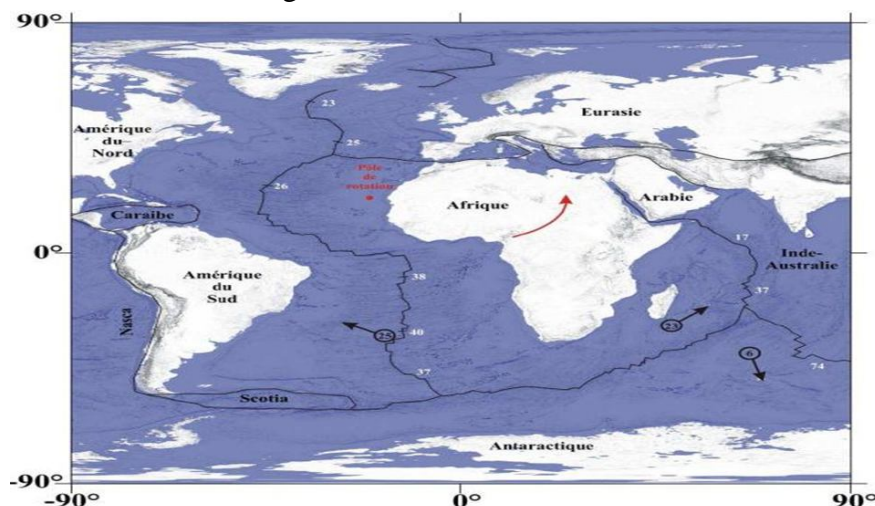 90°
23
Eurasie
Amérique
du
Nord
25
Pôle
de
rotation
26
Arabie
Afrique
Caraibe
17
Inde-
Australie
0°
38
Amérique
du
Sud
37
Nasca
40
25
23
6
37
74
Scotia
Antaractique
-90°
-90°
0°
90°